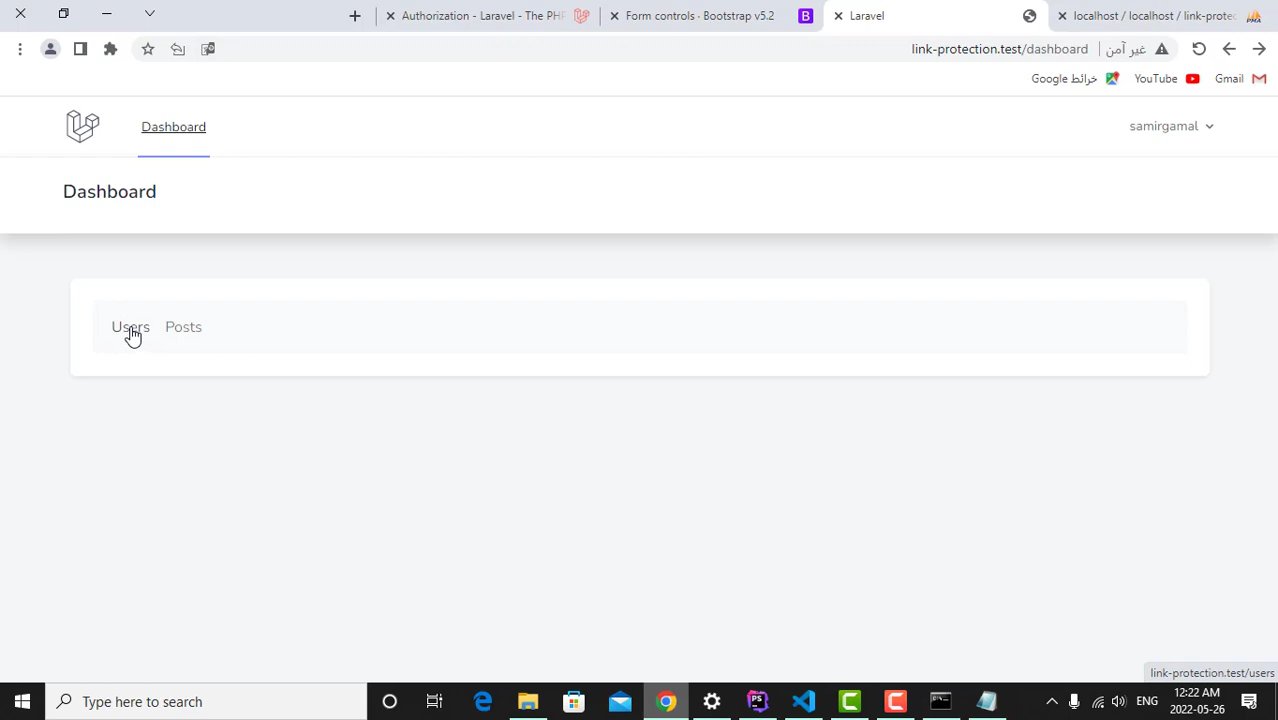 Authorization - Laravel - The PHP
Form controls · Bootstrap v5.2
Laravel
localhost / localhost / link-protec
link-protection.test/dashboard
غير آمن
خرائط Google
YouTube
Gmail
Dashboard
samirgamal
Dashboard
Users
Posts
link-protection.test/users
Type here to search
ENG
12:22 AM
2022-05-26